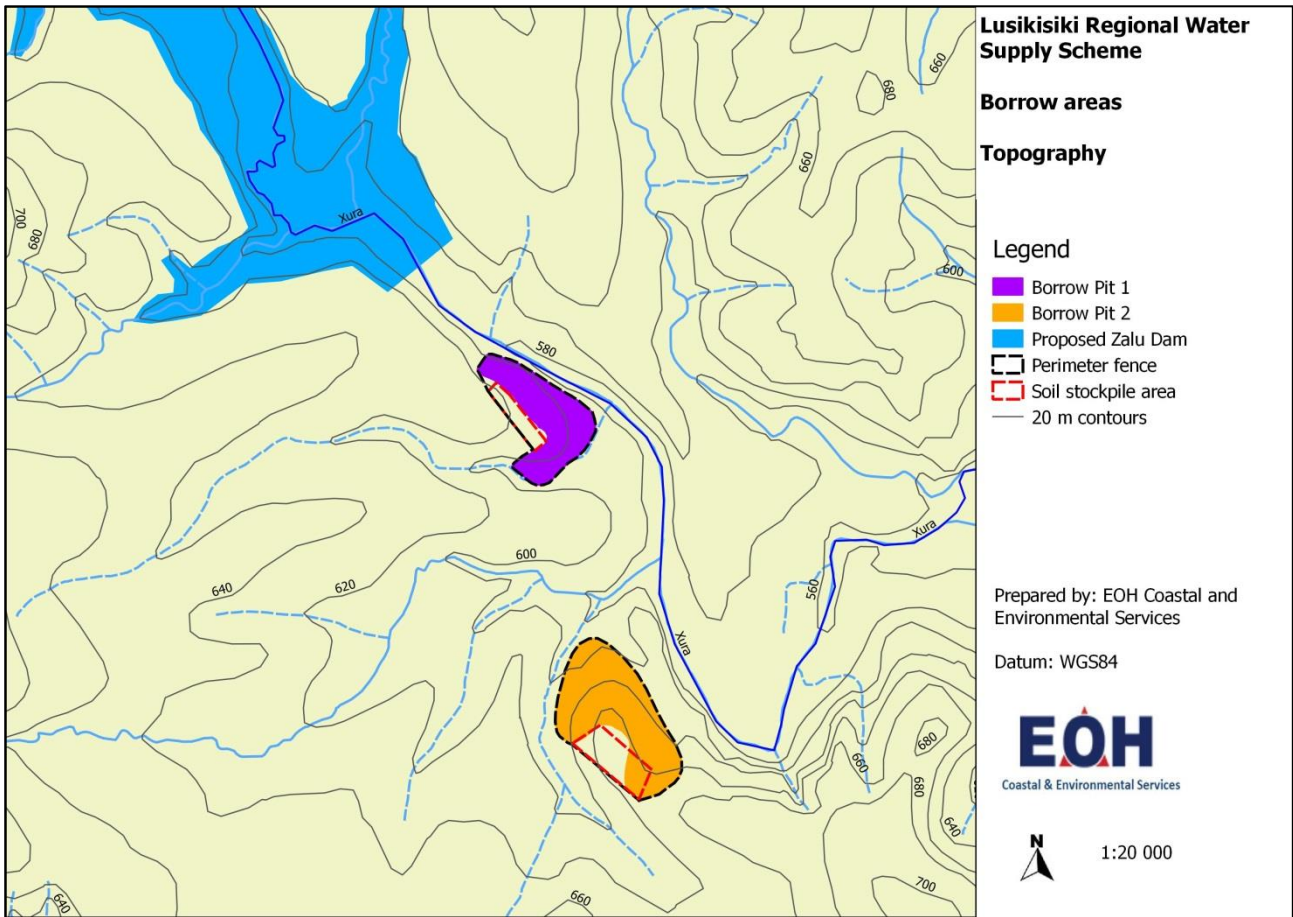 Lusikisiki Regional Water
Supply Scheme
Borrow areas
Topography
Legend
Borrow Pit 1
Borrow Pit 2
Proposed Zalu Dam
Perimeter fence
Soil stockpile area
20 m contours
Prepared by: EOH Coastal and
Environmental Services
Datum: WGS84
EOH
Coastal & Environmental Services
N
1:20 000
660
680
660
700
680
Xura
600
580
Xura
600
640
620
560
Xura
680
660
680
640
640
660
700